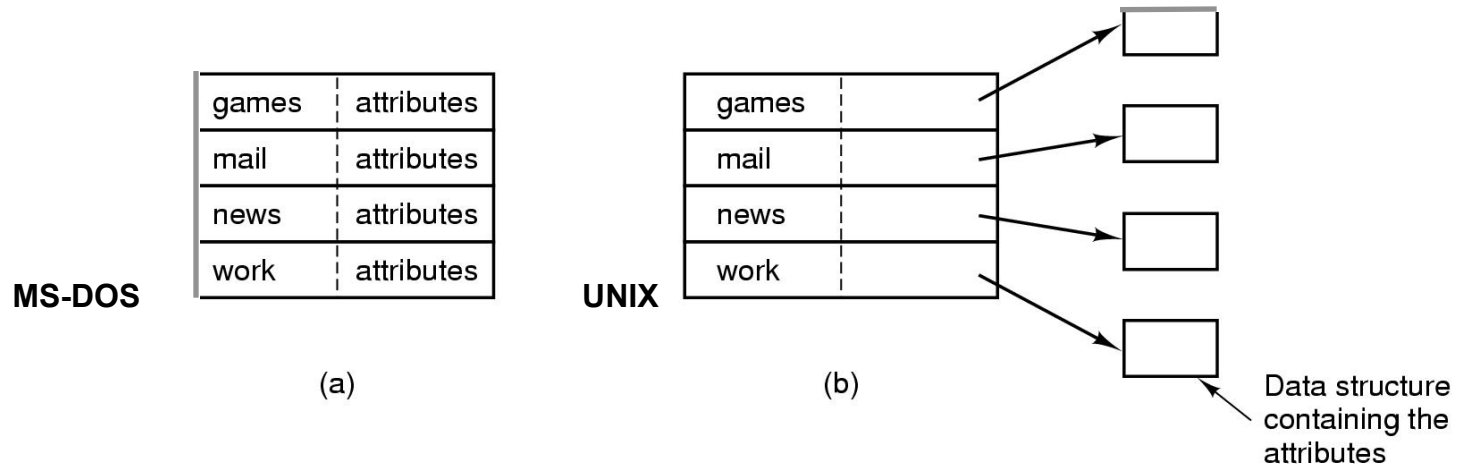 games attributes
mail attributes
news attributes
work attributes
MS-DOS
(a)
games
mail
news
work
UNIX
(b)
Data structure
containing the
attributes